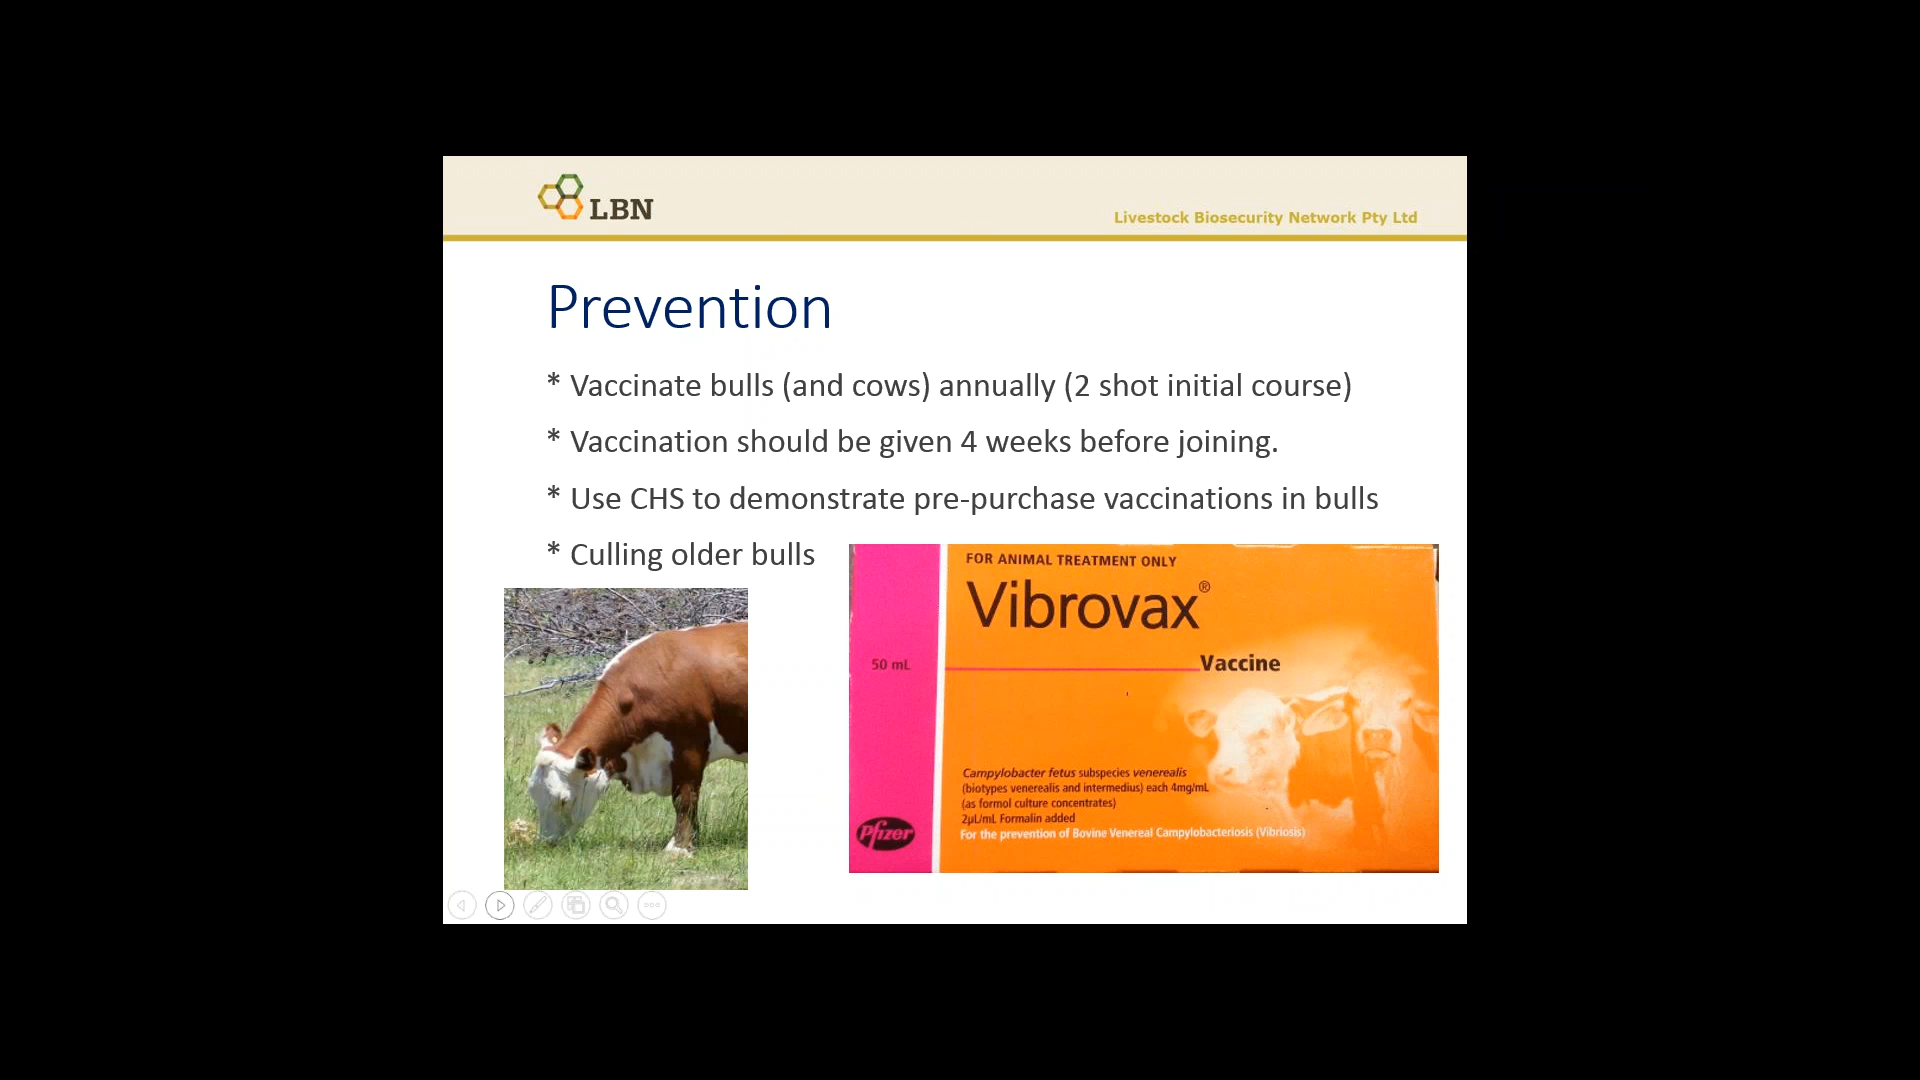 LBN
Livestock Biosecurity Network Pty Ltd
Prevention
* Vaccinate bulls (and cows) annually (2 shot initial course)
* Vaccination should be given 4 weeks before joining.
* Use CHS to demonstrate pre-purchase vaccinations in bulls
* Culling older bulls
FOR ANIMAL TREATMENT ONLY
Vibrovax®
50 mL
Vaccine
Campylobacter fetus subspecies venerealis
(biotypes venerealis and intermedius) each 4mg/mL
(as formol culture concentrates)
2µL/mL Formalin added
For the prevention of Bovine Venereal Campylobacteriosis (Vibriosis)
Pfizer